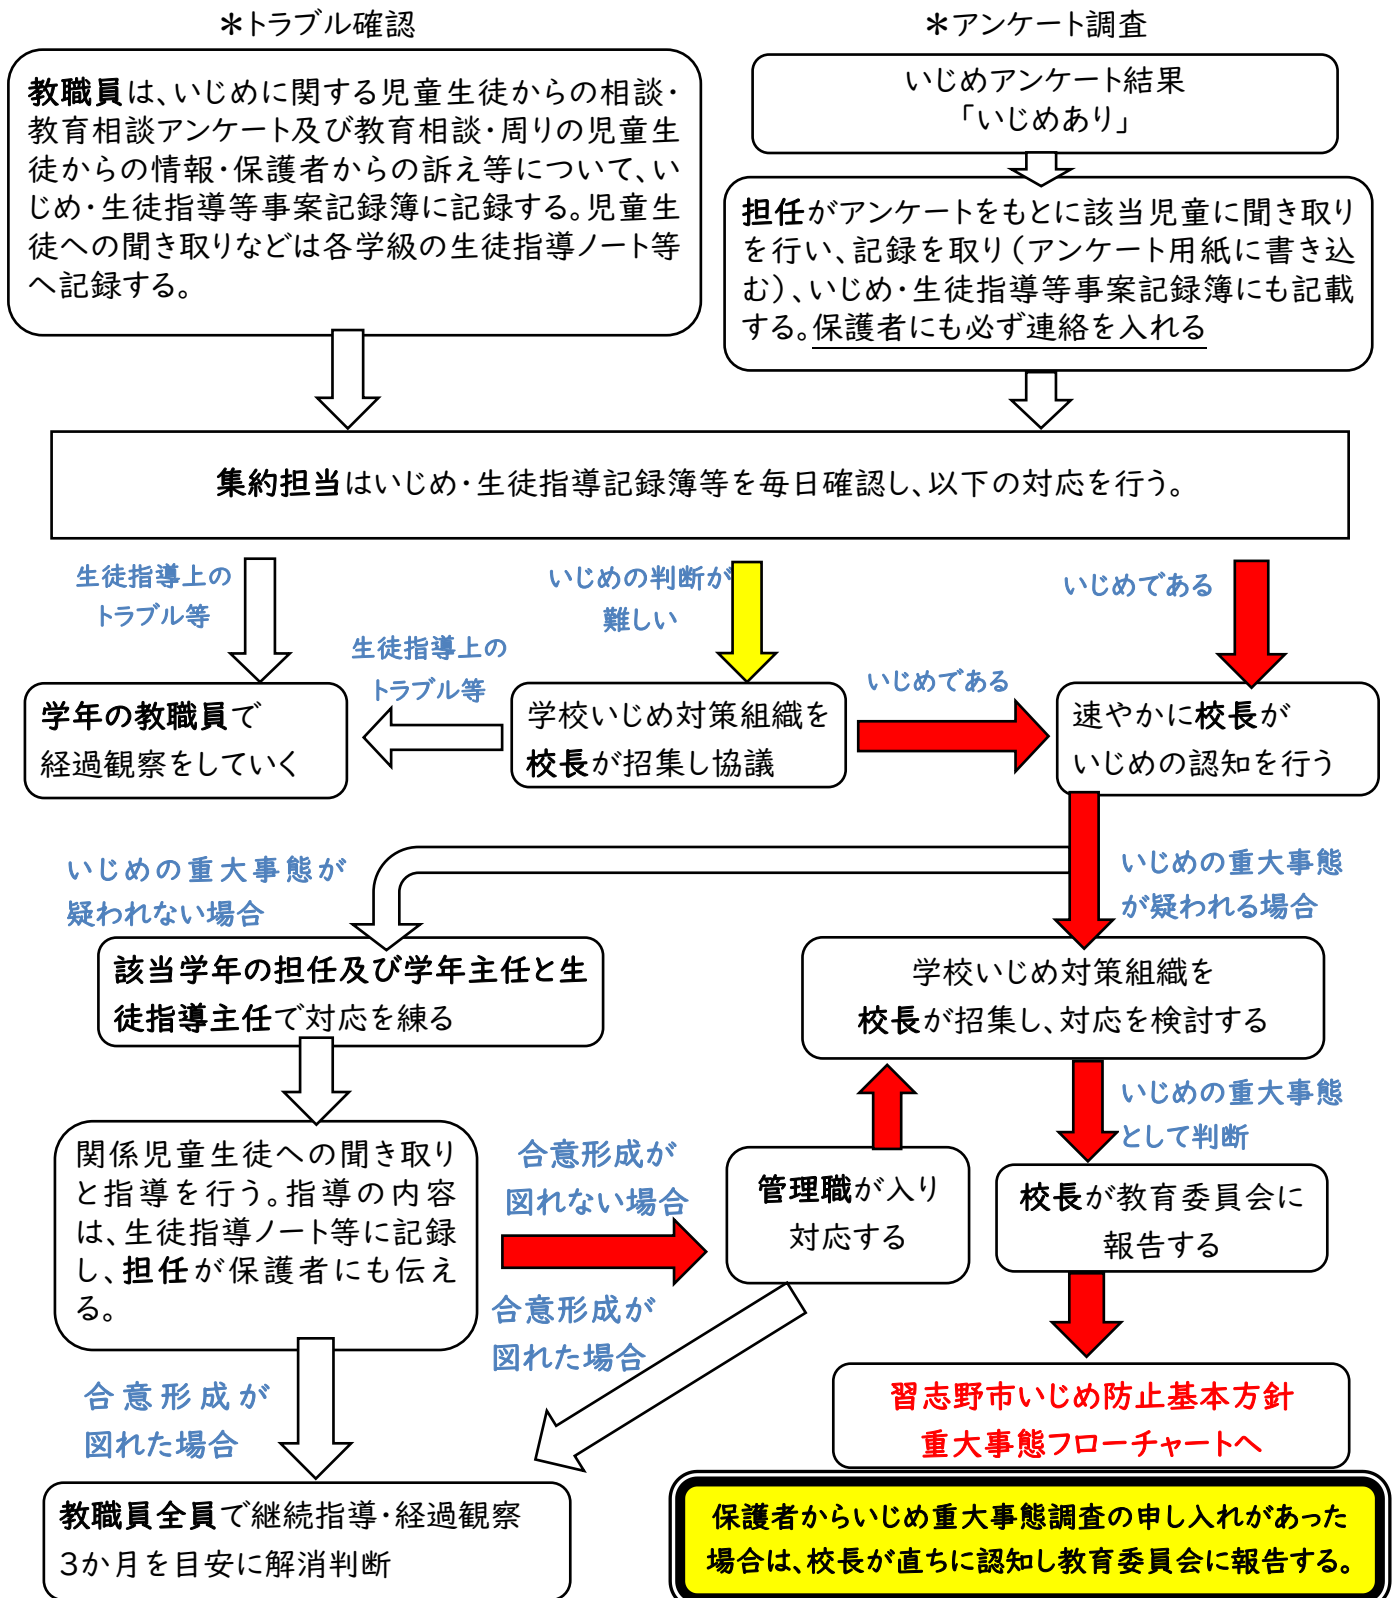 ＊トラブル確認
教職員は、いじめに関する児童生徒からの相談・
教育相談アンケート及び教育相談・周りの児童生
徒からの情報・保護者からの訴え等について、い
じめ・生徒指導等事案記録簿に記録する。児童生
徒への聞き取りなどは各学級の生徒指導ノート等
へ記録する。
＊アンケート調査
いじめアンケート結果
「いじめあり」
担任がアンケートをもとに該当児童に聞き取り
を行い、記録を取り（アンケート用紙に書き込
む）、いじめ・生徒指導等事案記録簿にも記載
する。保護者にも必ず連絡を入れる
集約担当はいじめ・生徒指導記録簿等を毎日確認し、以下の対応を行う。
生徒指導上の
トラブル等
いじめの判断が
難しい
いじめである
学年の教職員で
経過観察をしていく
生徒指導上の
トラブル等
学校いじめ対策組織を
校長が招集し協議
いじめである
速やかに校長が
いじめの認知を行う
いじめの重大事態が
疑われない場合
いじめの重大事態
が疑われる場合
該当学年の担任及び学年主任と生
徒指導主任で対応を練る
学校いじめ対策組織を
校長が招集し、対応を検討する
いじめの重大事態
として判断
関係児童生徒への聞き取り
と指導を行う。指導の内容
は、生徒指導ノート等に記録
し、担任が保護者にも伝え
る。
合意形成が
図れない場合
管理職が入り
対応する
校長が教育委員会に
報告する
合意形成が
図れた場合
合意形成が
図れた場合
習志野市いじめ防止基本方針
重大事態フローチャートへ
教職員全員で継続指導・経過観察
３か月を目安に解消判断
保護者からいじめ重大事態調査の申し入れがあった
場合は、校長が直ちに認知し教育委員会に報告する。